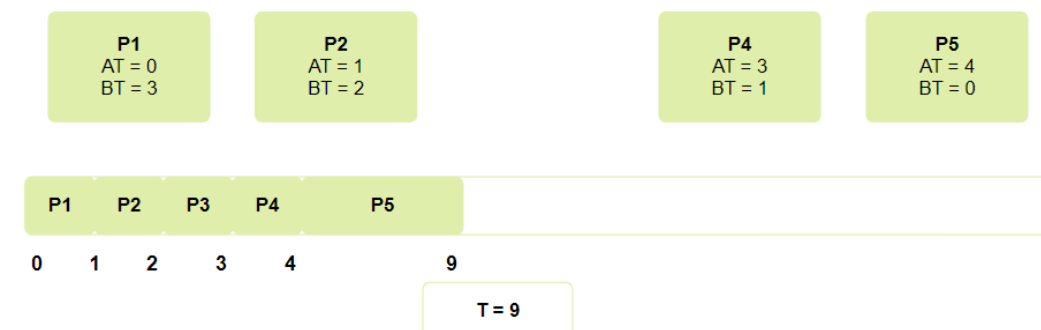 P1
AT = 0
BT = 3
P2
AT = 1
BT = 2
P4
AT = 3
BT = 1
P5
AT = 4
BT = 0
P1 P2 P3 P4 P5
0 1 2 3 4 9
T = 9